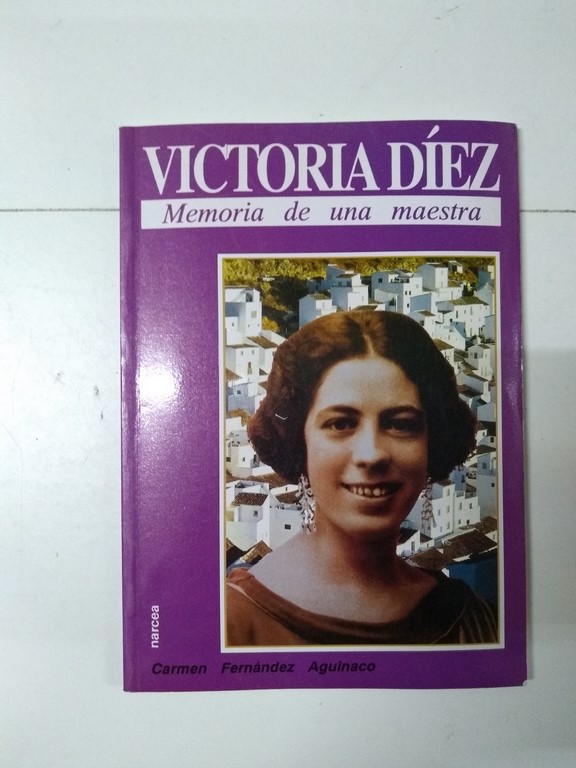 VICTORIA DÍEZ
Memoria de una maestra
narcea
Carmen Fernández Aguinaco